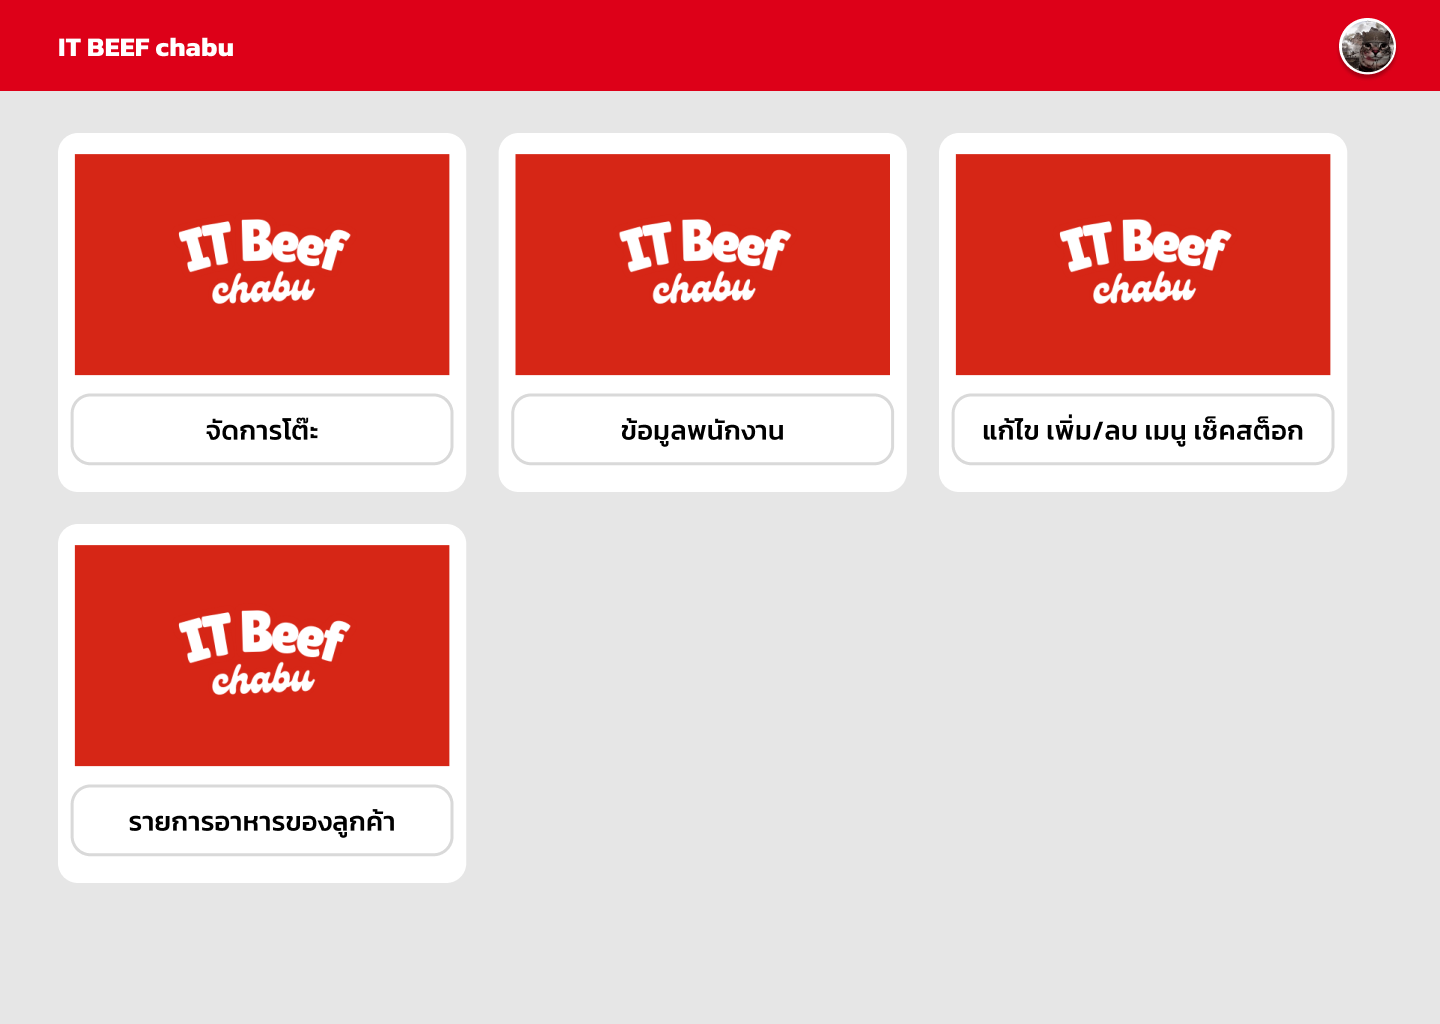 IT BEEF chabu
IT Beef
chabu
IT Beef
chabu
IT Beef
chabu
จัดการโต๊ะ
ข้อมูลพนักงาน
แก้ไข เพิ่ม/ลบ เมนู เช็คสต็อก
IT Beef
chabu
รายการอาหารของลูกค้า